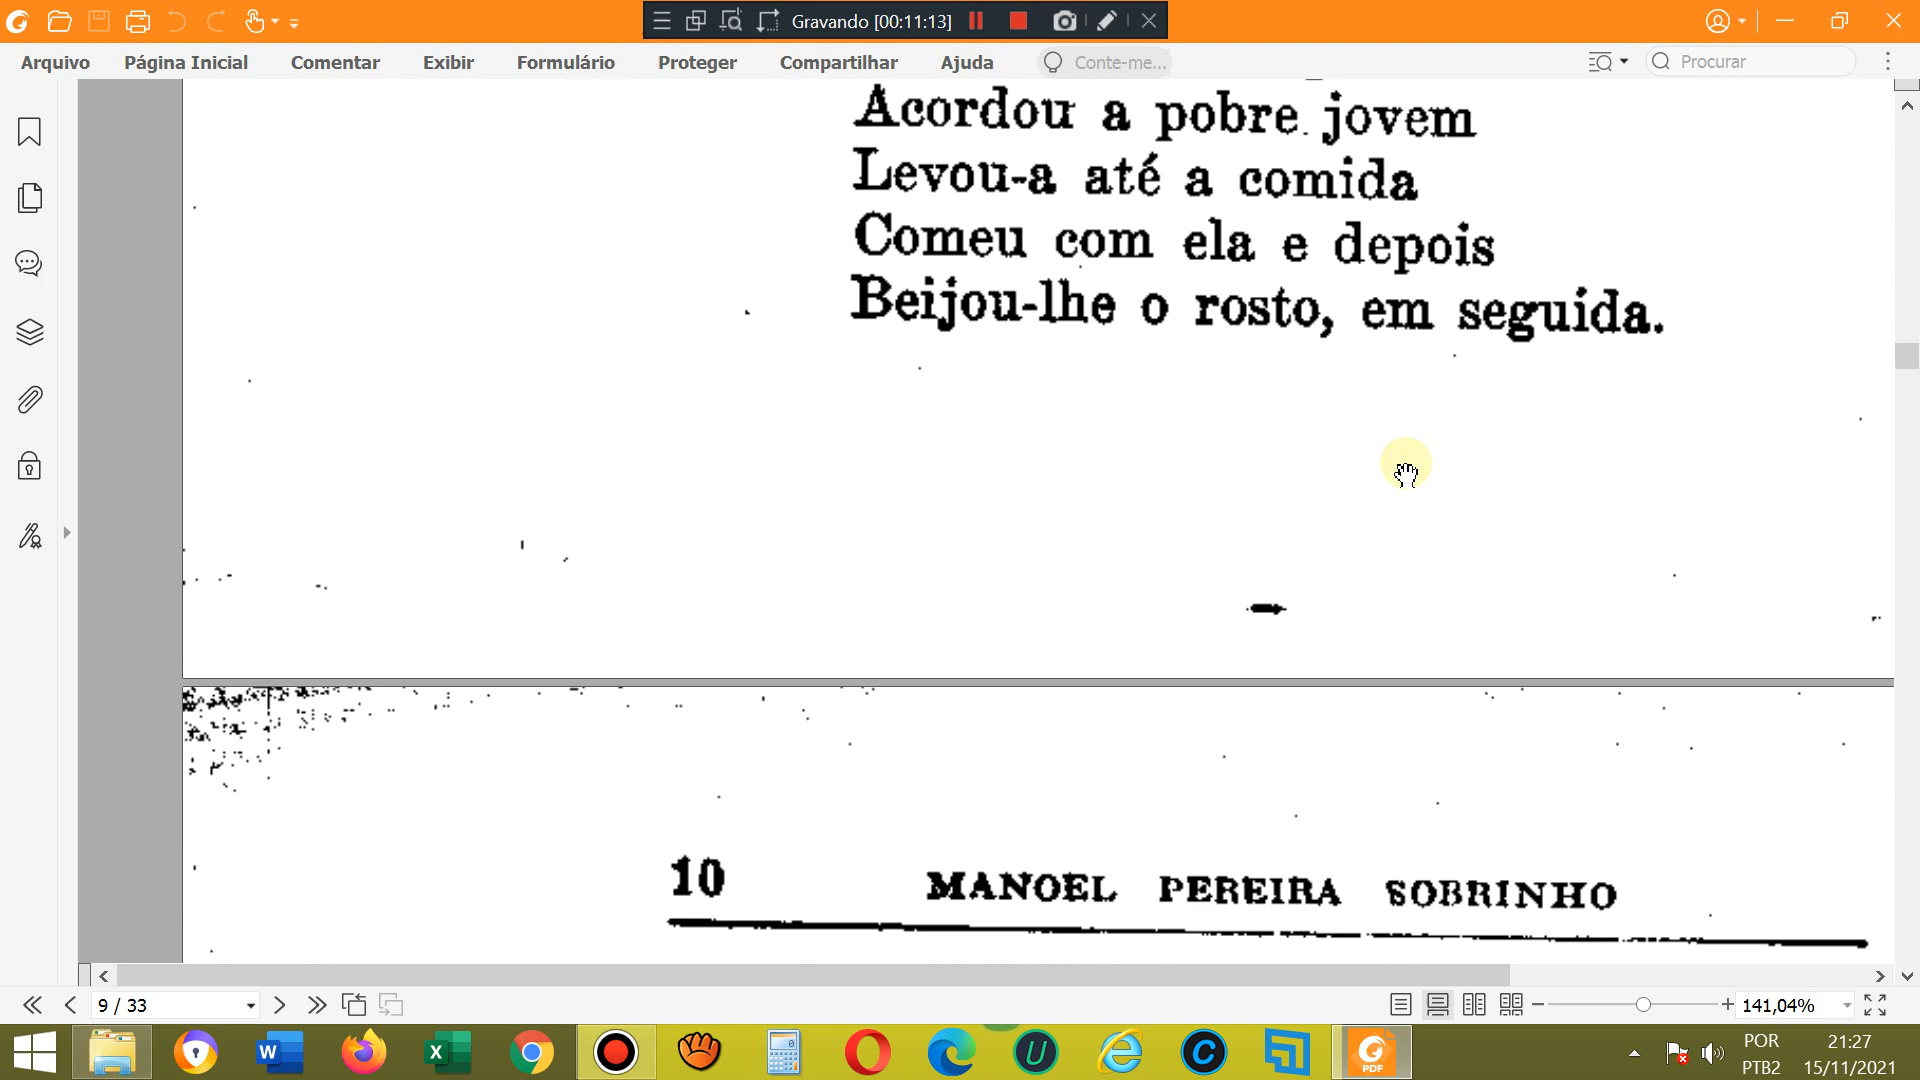 Gravando [00:11:13]
Arquivo Página Inicial Comentar Exibir Formulário Proteger Compartilhar Ajuda Conte-me... Procurar
Acordou a pobre jovem
Levou-a até a comida
Comeu com ela e depois
Beijou-lhe o rosto, em seguida.
10 MANOEL PEREIRA SOBRINHO
9 / 33 141,04%
POR 21:27
PTB2 15/11/2021